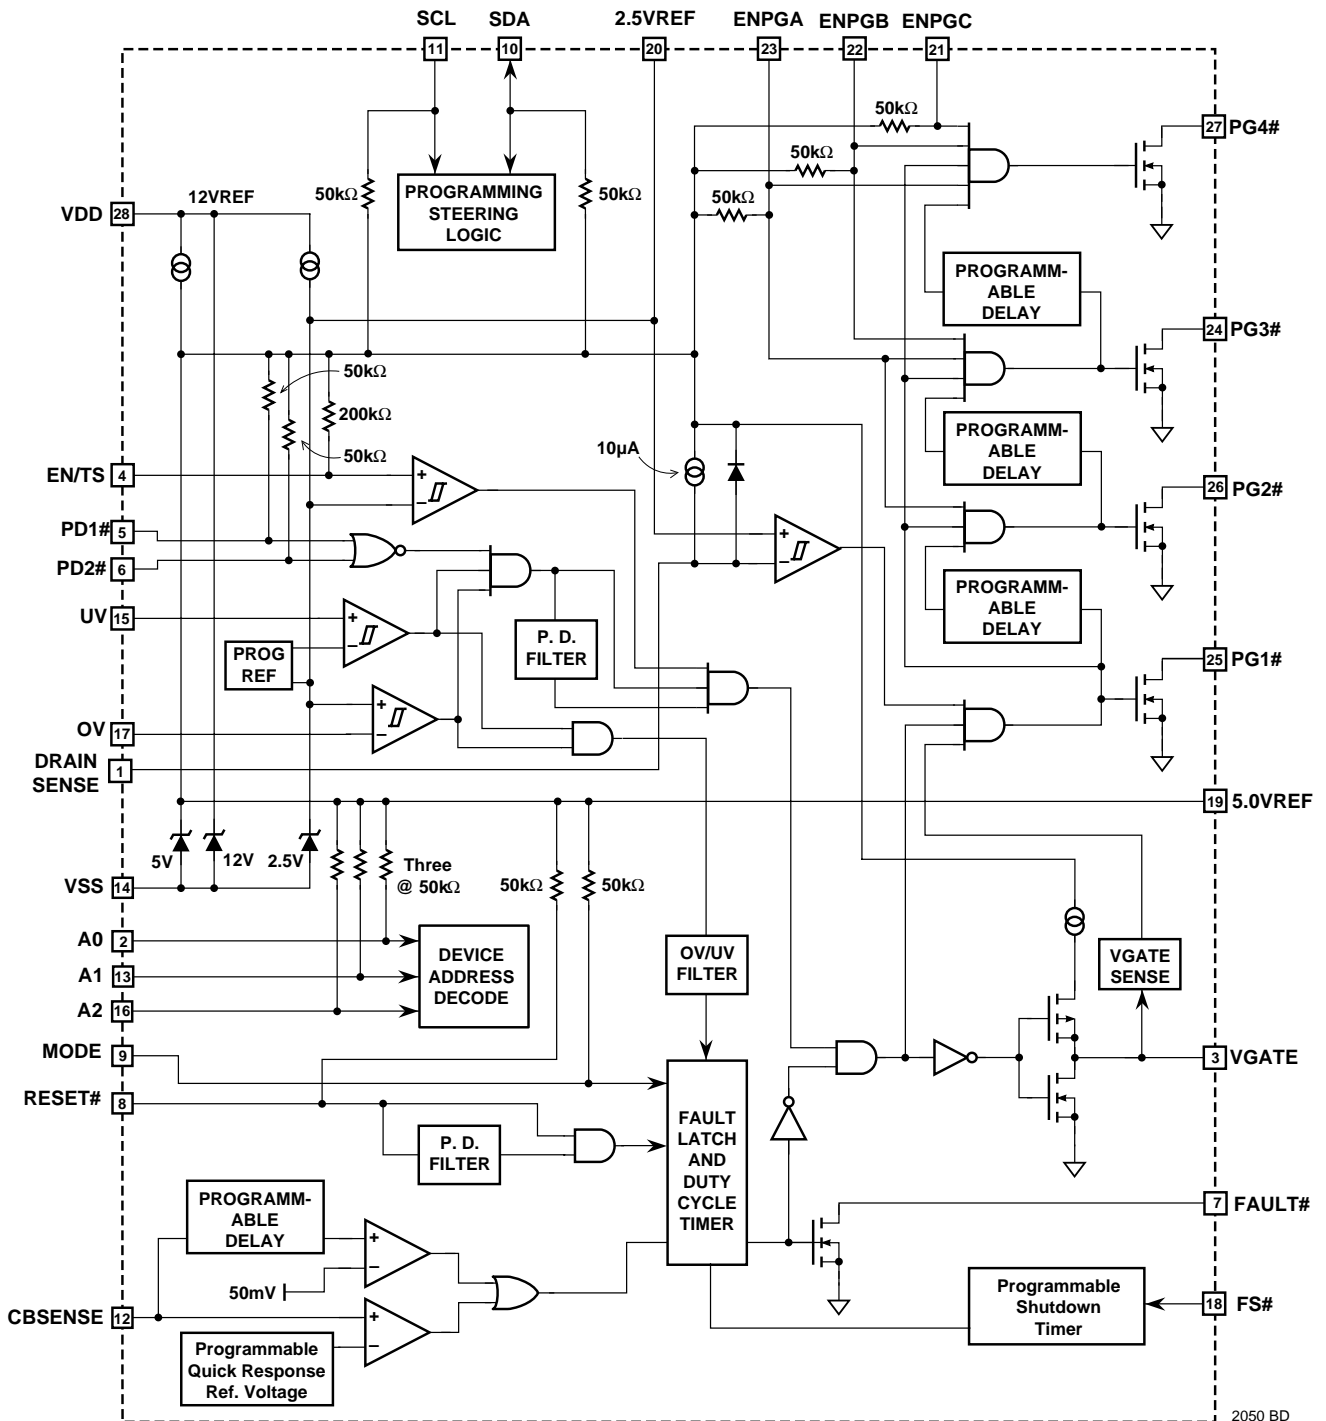 SCL SDA 2.5VREF ENPGA ENPGB ENPGC
11 10 20 23 22 21
50kΩ
27 PG4#
50kΩ
50kΩ
50kΩ
PROGRAMMING
STEERING
LOGIC
50kΩ
VDD 28 12VREF
PROGRAMM-
ABLE
DELAY
24 PG3#
50kΩ
200kΩ
50kΩ
10µA
PROGRAMM-
ABLE
DELAY
EN/TS 4
+
−
26 PG2#
PD1# 5
PD2# 6
+
−
UV 15
+
−
PROG
REF
P. D.
FILTER
PROGRAMM-
ABLE
DELAY
25 PG1#
OV 17
+
−
DRAIN
SENSE
1
19 5.0VREF
5V 12V 2.5V
Three
@ 50kΩ
50kΩ 50kΩ
VSS 14
A0 2
A1 13
A2 16
DEVICE
ADDRESS
DECODE
OV/UV
FILTER
VGATE
SENSE
MODE 9
3 VGATE
RESET# 8
P. D.
FILTER
FAULT
LATCH
AND
DUTY
CYCLE
TIMER
PROGRAMM-
ABLE
DELAY
7 FAULT#
+
−
50mV
Programmable
Shutdown
Timer
18 FS#
CBSENSE 12
+
−
Programmable
Quick Response
Ref. Voltage
2050 BD